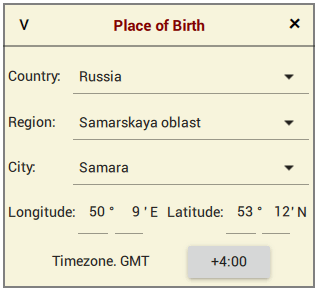 V Place of Birth ×
Country: Russia
Region: Samarskaya oblast
City: Samara
Longitude: 50 ° 9 ' E Latitude: 53 ° 12 ' N
Timezone. GMT +4:00